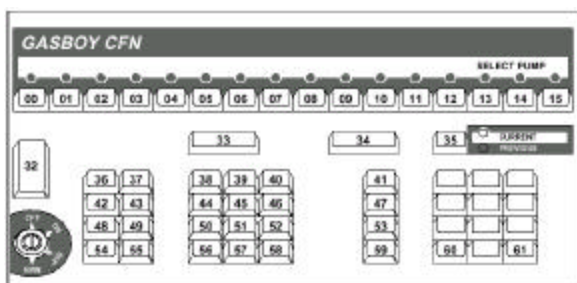 GASBOY CFN
SELECT PUMP
00 01 02 03 04 05 06 07 08 09 10 11 12 13 14 15
33 34 35 CURRENT
PREVIOUS
32
36 37 38 39 40 41
42 43 44 45 46 47
48 49 50 51 52 53
54 55 56 57 58 59 60 61
OFF